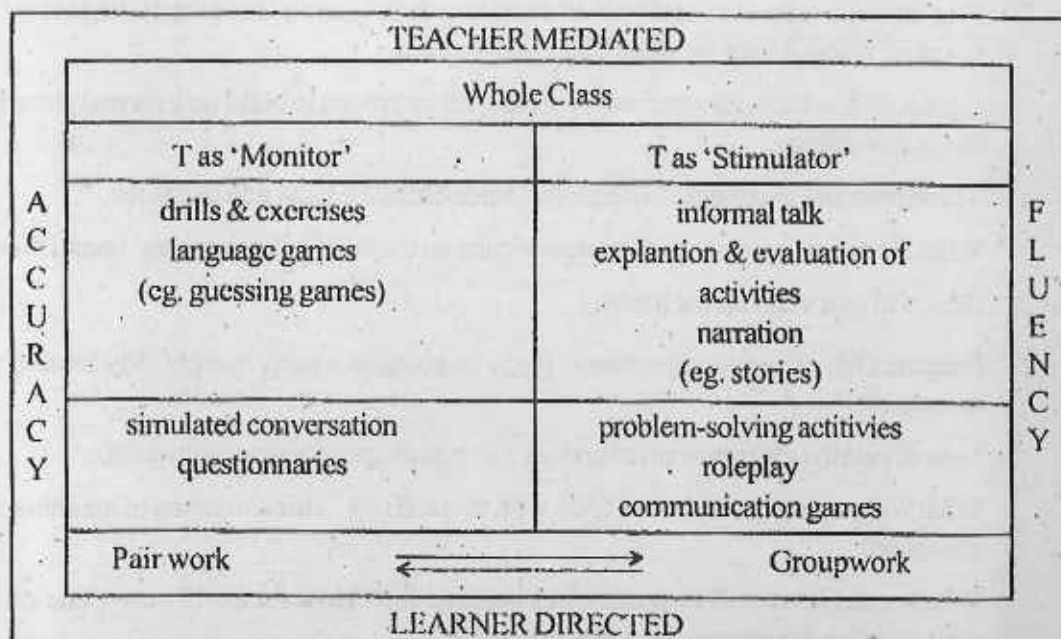 TEACHER MEDIATED
Whole Class
T as 'Monitor'
T as 'Stimulator'
ACCURACY
drills & exercises
language games
(eg. guessing games)
informal talk
explantion & evaluation of
activities
narration
(eg. stories)
FLUENCY
simulated conversation
questionnaries
problem-solving actitivies
roleplay
communication games
Pair work
Groupwork
LEARNER DIRECTED